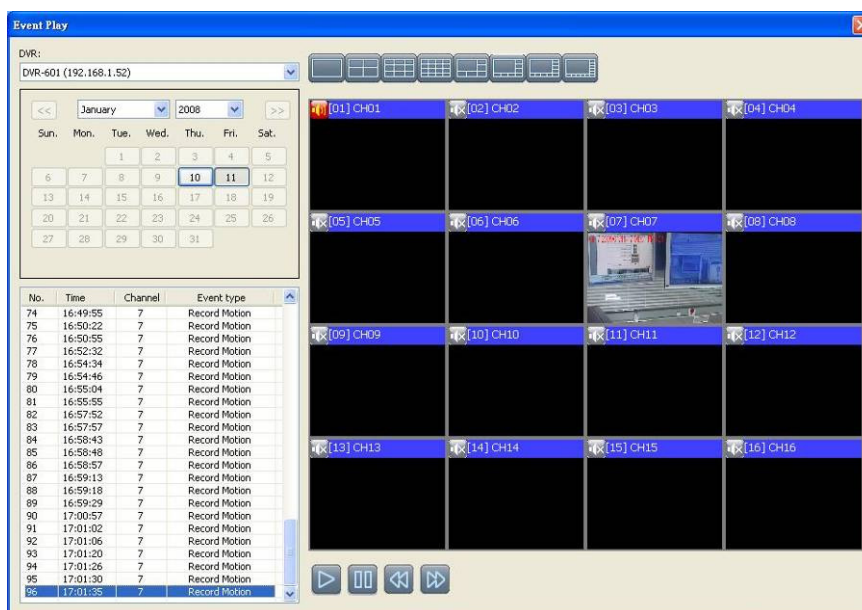 Event Play
DVR:
DVR-601 (192.168.1.52)
<< January 2008 >>
Sun. Mon. Tue. Wed. Thu. Fri. Sat.
1 2 3 4 5
6 7 8 9 10 11 12
13 14 15 16 17 18 19
20 21 22 23 24 25 26
27 28 29 30 31
No. Time Channel Event type
74 16:49:55 7 Record Motion
75 16:50:22 7 Record Motion
76 16:50:55 7 Record Motion
77 16:52:32 7 Record Motion
78 16:54:34 7 Record Motion
79 16:54:46 7 Record Motion
80 16:55:04 7 Record Motion
81 16:55:55 7 Record Motion
82 16:57:52 7 Record Motion
83 16:57:57 7 Record Motion
84 16:58:43 7 Record Motion
85 16:58:48 7 Record Motion
86 16:58:57 7 Record Motion
87 16:59:13 7 Record Motion
88 16:59:18 7 Record Motion
89 16:59:29 7 Record Motion
90 17:00:57 7 Record Motion
91 17:01:02 7 Record Motion
92 17:01:06 7 Record Motion
93 17:01:20 7 Record Motion
94 17:01:26 7 Record Motion
95 17:01:30 7 Record Motion
96 17:01:35 7 Record Motion
[01] CH01 [02] CH02 [03] CH03 [04] CH04
[05] CH05 [06] CH06 [07] CH07 [08] CH08
[09] CH09 [10] CH10 [11] CH11 [12] CH12
[13] CH13 [14] CH14 [15] CH15 [16] CH16